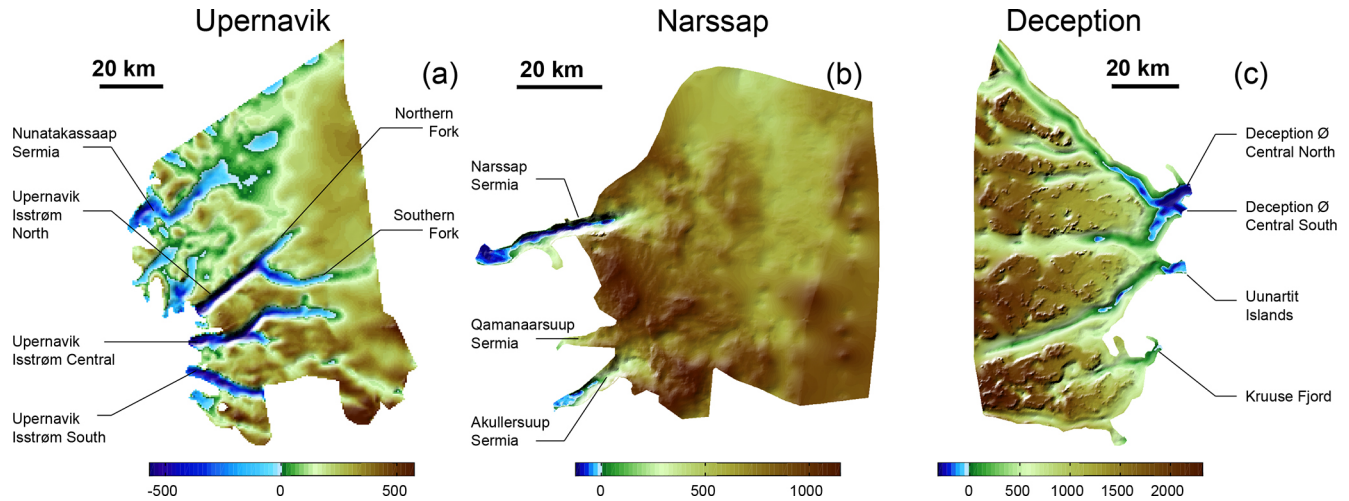 Upernavik
Narssap
Deception
20 km
(a)
20 km
(b)
20 km
(c)
Northern
Fork
Nunatakassaap
Sermia
Upernavik
Isstrøm
North
Southern
Fork
Upernavik
Isstrøm Central
Upernavik
Isstrøm South
-500 0 500
Narssap
Sermia
Qamanaarsuup
Sermia
Akullersuup
Sermia
0 500 1000
Deception Ø
Central North
Deception Ø
Central South
Uunartit
Islands
Kruuse Fjord
0 500 1000 1500 2000